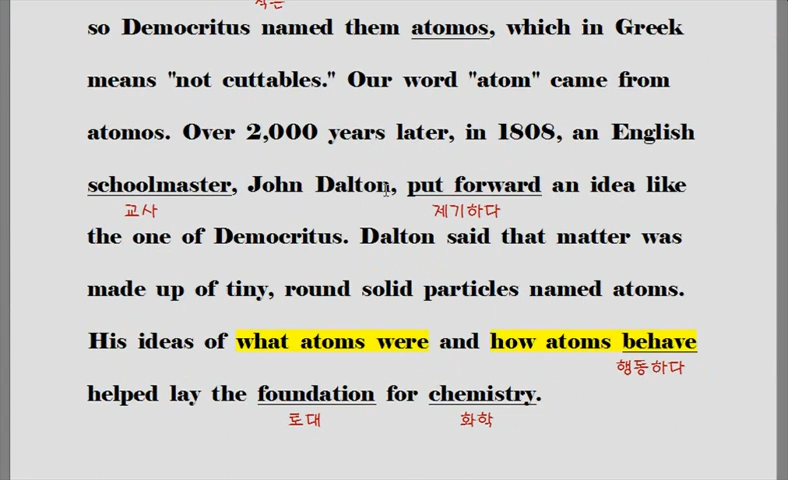 so Democritus named them atomos, which in Greek
means "not cuttables." Our word "atom" came from
atomos. Over 2,000 years later, in 1808, an English
schoolmaster, John Dalton, put forward an idea like
교사 제기하다
the one of Democritus. Dalton said that matter was
made up of tiny, round solid particles named atoms.
His ideas of what atoms were and how atoms behave
행동하다
helped lay the foundation for chemistry.
토대 화학